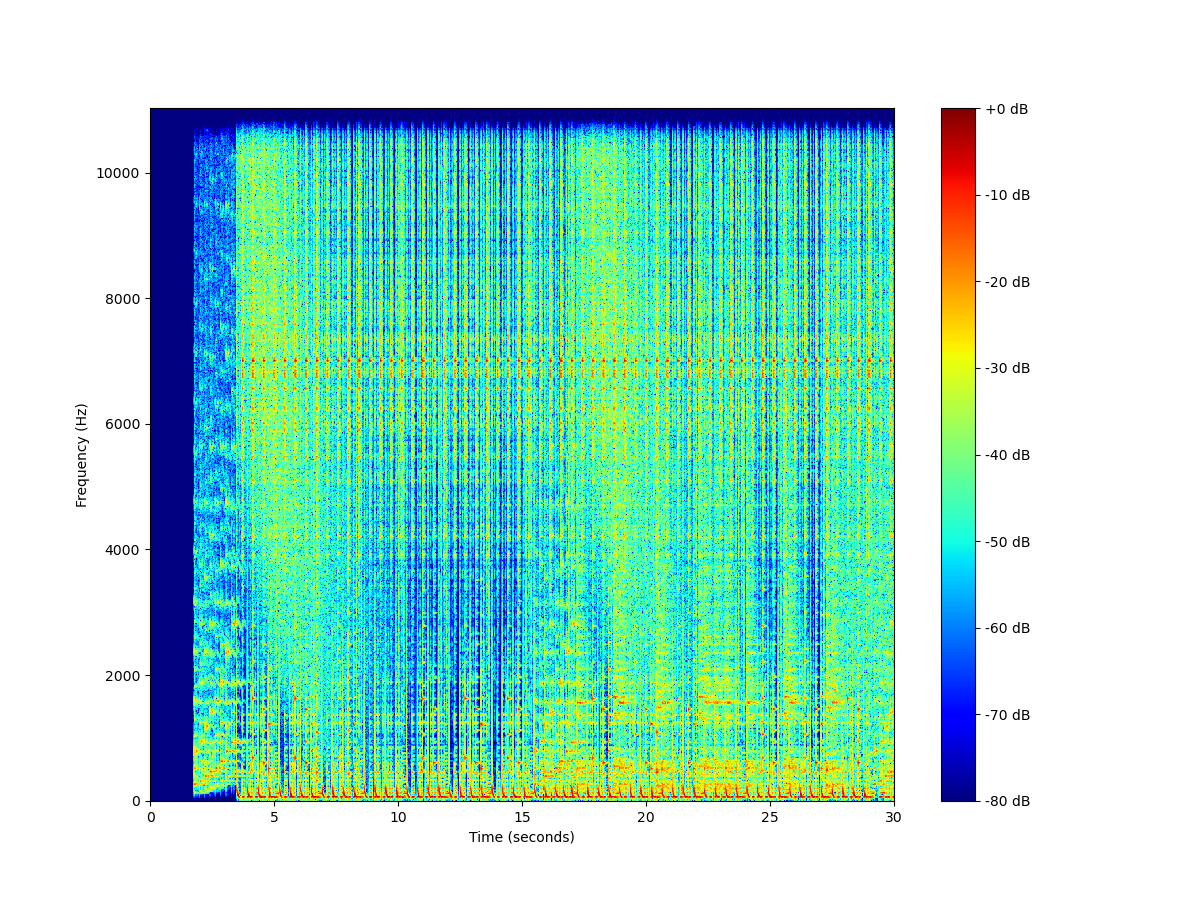 +0 dB
10000
-10 dB
8000
-20 dB
-30 dB
6000
Frequency (Hz)
-40 dB
4000
-50 dB
-60 dB
2000
-70 dB
0
-80 dB
0 5 10 15 20 25 30
Time (seconds)